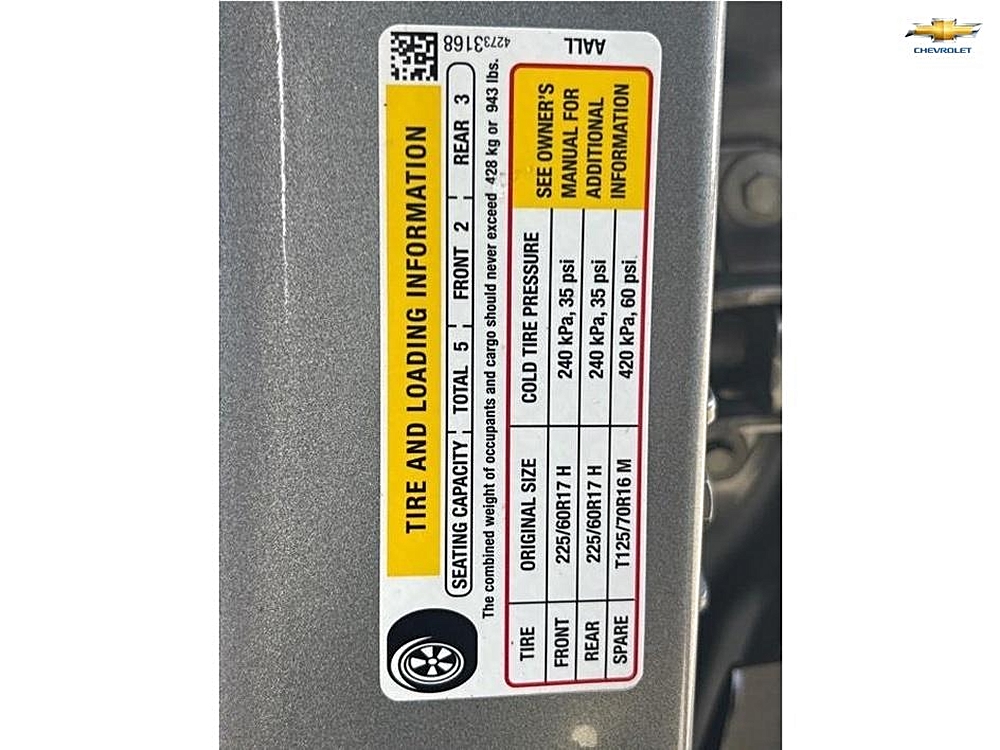 TIRE AND LOADING INFORMATION
SEATING CAPACITY TOTAL 5 FRONT 2 REAR 3
The combined weight of occupants and cargo should never exceed 428 kg or 943 lbs.
TIRE ORIGINAL SIZE COLD TIRE PRESSURE
FRONT 225/60R17 H 240 kPa, 35 psi
REAR 225/60R17 H 240 kPa, 35 psi
SPARE T125/70R16 M 420 kPa, 60 psi
SEE OWNER'S
MANUAL FOR
ADDITIONAL
INFORMATION
42733168
AALL
CHEVROLET